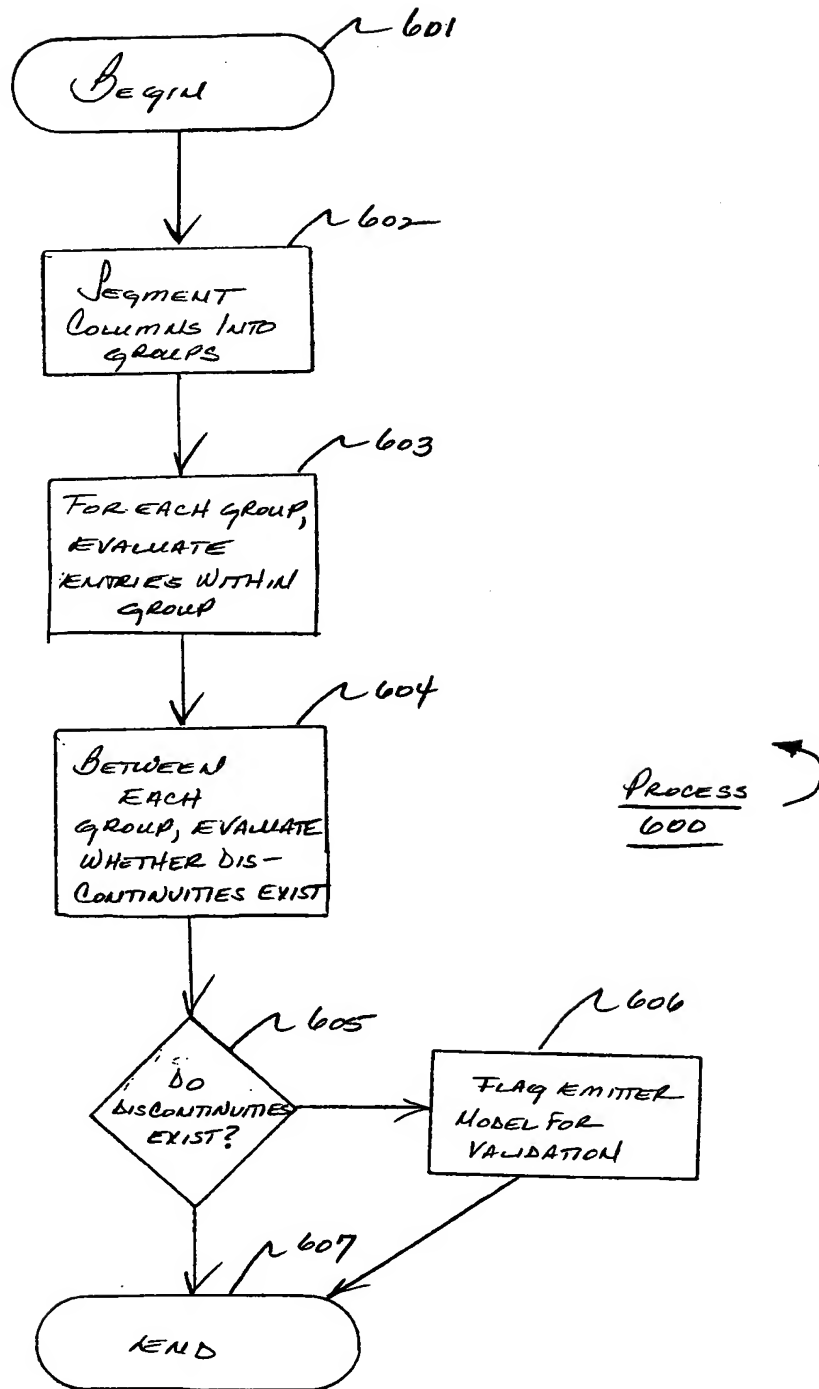 601
BEGIN
602
SEGMENT
COLUMNS INTO
GROUPS
603
FOR EACH GROUP,
EVALUATE
ENTRIES WITHIN
GROUP
604
BETWEEN
EACH
GROUP, EVALUATE
WHETHER DIS-
CONTINUITIES EXIST
PROCESS
600
605
DO
DISCONTINUITIES
EXIST?
606
FLAG EMITTER
MODEL FOR
VALIDATION
607
END